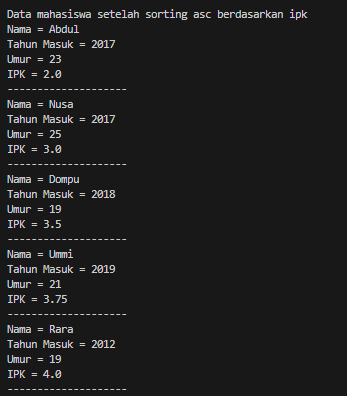 Data mahasiswa setelah sorting asc berdasarkan ipk
Nama = Abdul
Tahun Masuk = 2017
Umur = 23
IPK = 2.0
--------------------
Nama = Nusa
Tahun Masuk = 2017
Umur = 25
IPK = 3.0
--------------------
Nama = Dompu
Tahun Masuk = 2018
Umur = 19
IPK = 3.5
--------------------
Nama = Ummi
Tahun Masuk = 2019
Umur = 21
IPK = 3.75
--------------------
Nama = Rara
Tahun Masuk = 2012
Umur = 19
IPK = 4.0
--------------------